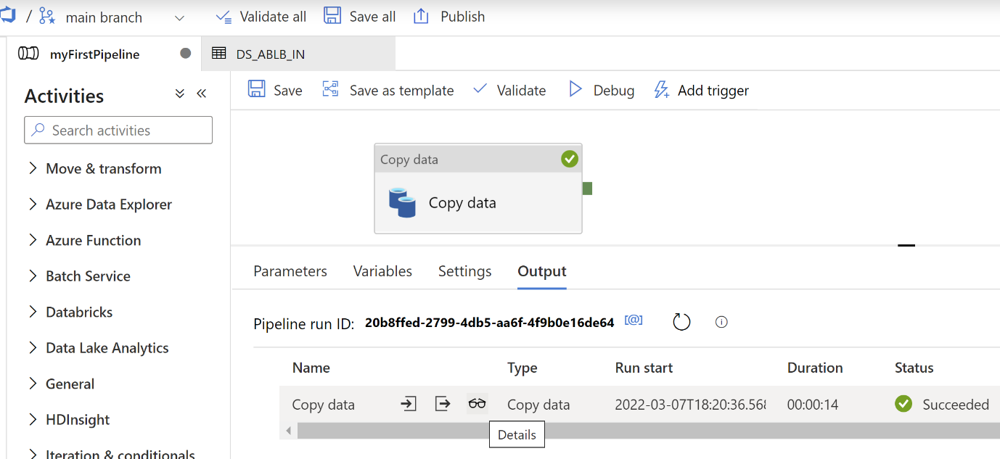 / main branch Validate all Save all Publish
myFirstPipeline DS_ABLB_IN
Activities
Save Save as template Validate Debug Add trigger
Search activities
Move & transform
Azure Data Explorer
Azure Function
Batch Service
Databricks
Data Lake Analytics
General
HDInsight
Iteration & conditionals
Copy data
Copy data
Parameters Variables Settings Output
Pipeline run ID: 20b8ffed-2799-4db5-aa6f-4f9b0e16de64 [@]
Name Type Run start Duration Status
Copy data Copy data 2022-03-07T18:20:36.568 00:00:14 Succeeded
Details